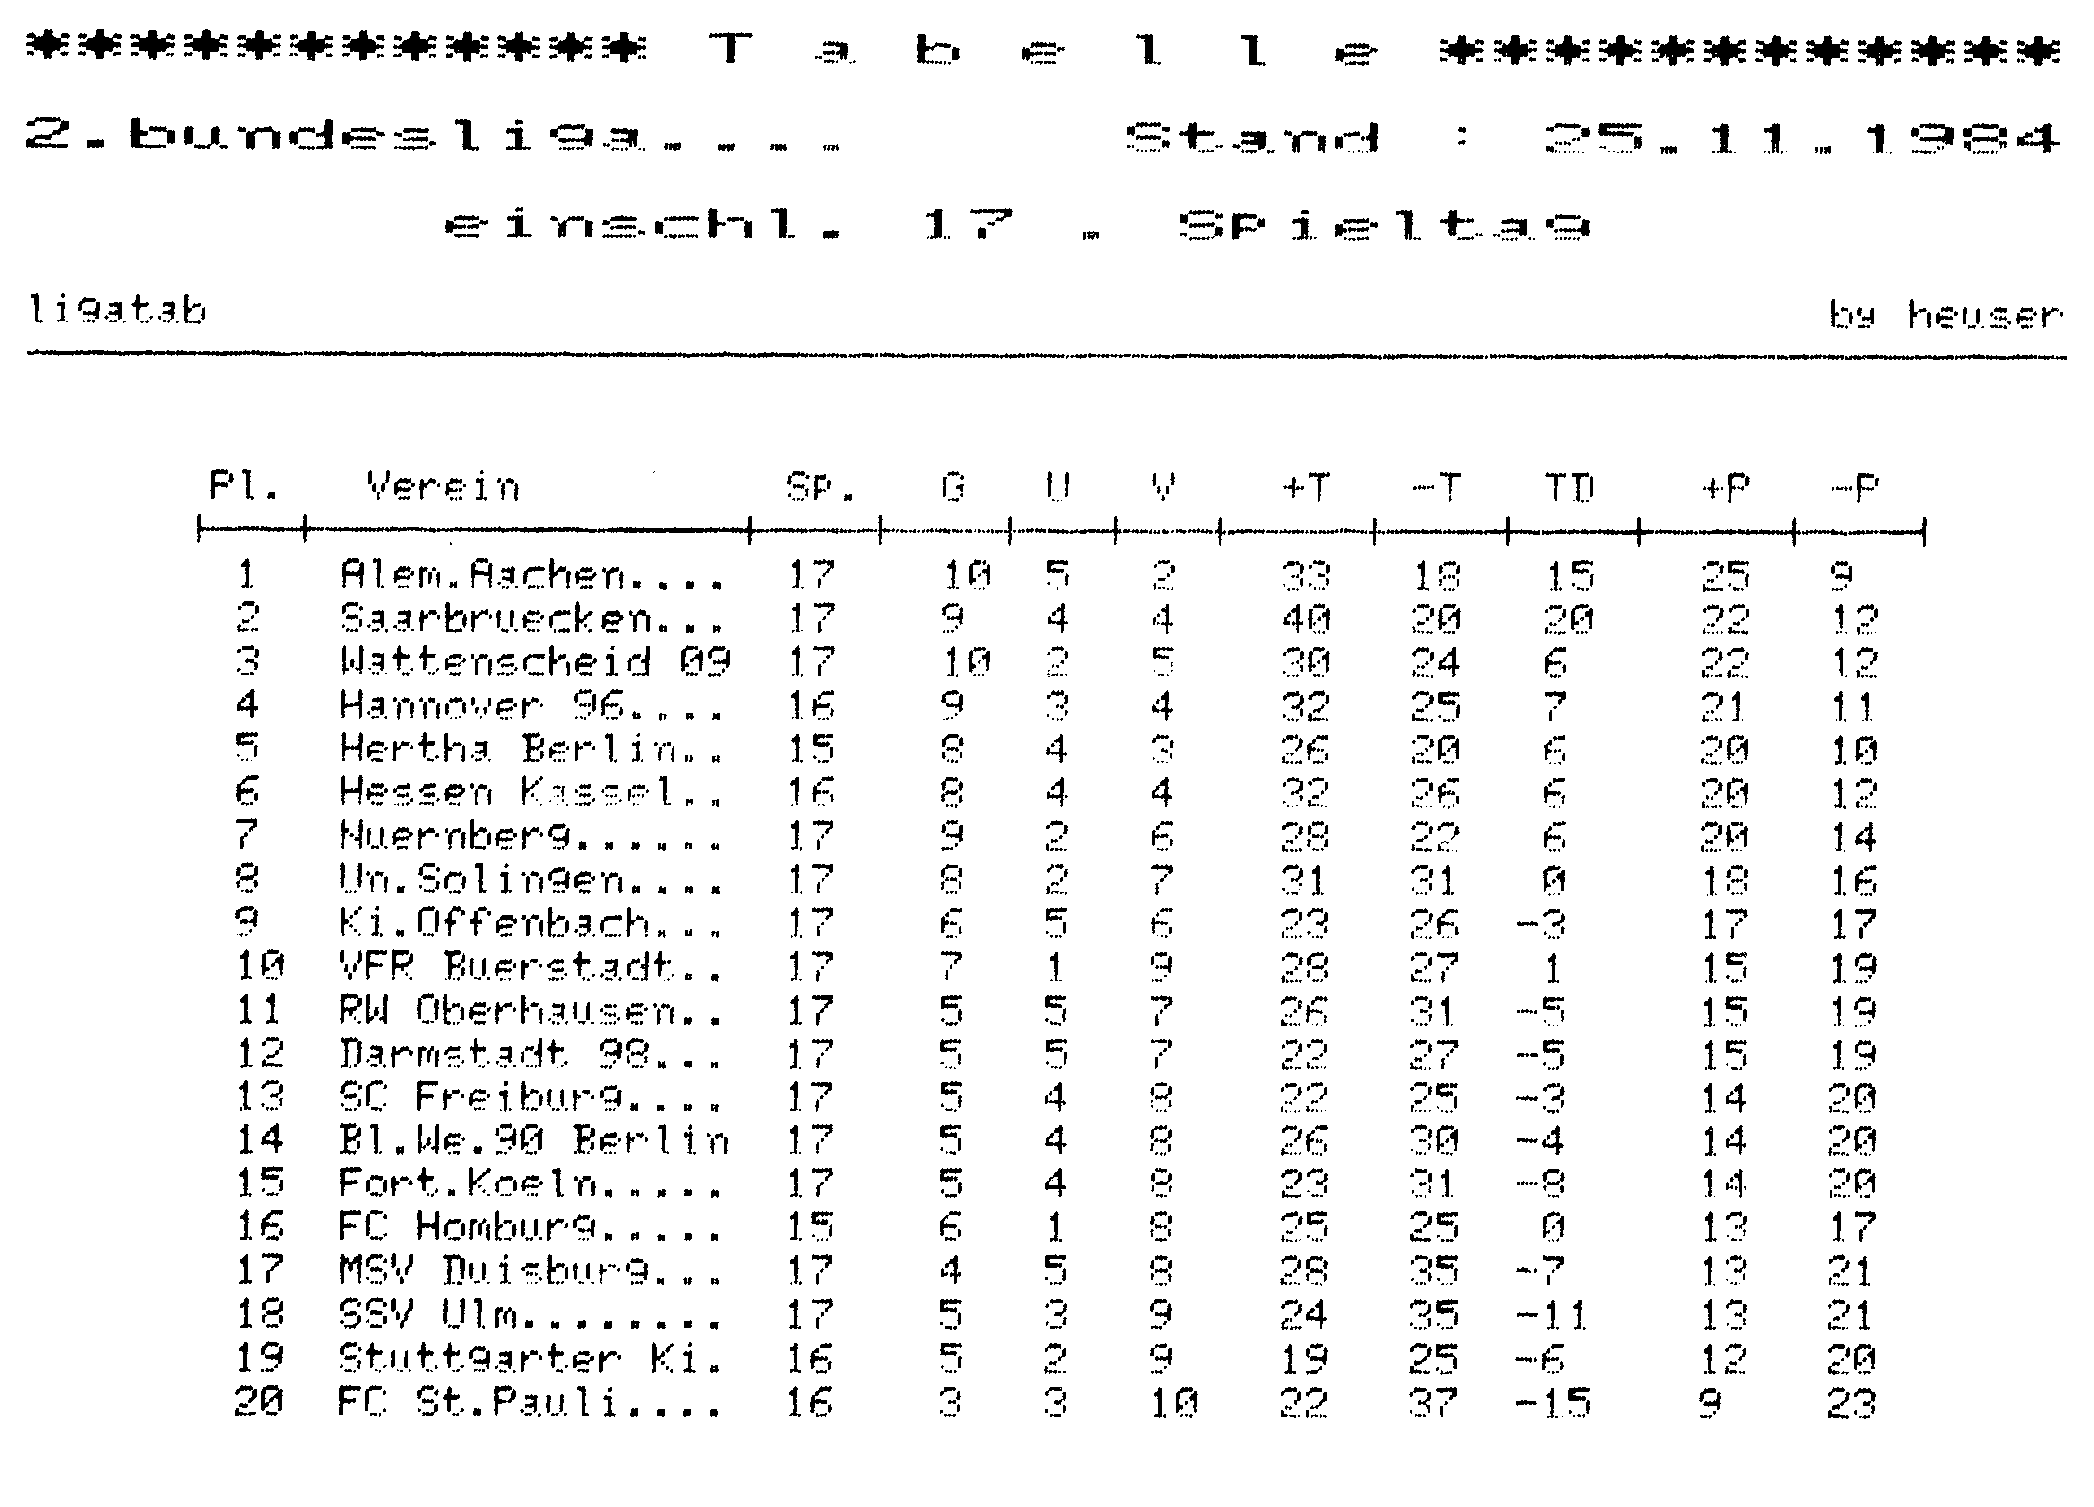 ************ T a b e l l e ************
2.bundesliga.... Stand : 25.11.1984
einschl. 17 . Spieltag
ligatab by heuser
Pl. Verein Sp. G U V +T -T TD +P -P
1 Alem.Aachen.... 17 10 5 2 33 18 15 25 9
2 Saarbruecken... 17 9 4 4 40 20 20 22 12
3 Wattenscheid 09 17 10 2 5 30 24 6 22 12
4 Hannover 96.... 16 9 3 4 32 25 7 21 11
5 Hertha Berlin.. 15 8 4 3 26 20 6 20 10
6 Hessen Kassel.. 16 8 4 4 32 26 6 20 12
7 Nuernberg...... 17 9 2 6 28 22 6 20 14
8 Un.Solingen.... 17 8 2 7 31 31 0 18 16
9 Ki.Offenbach... 17 6 5 6 23 26 -3 17 17
10 VFR Buerstadt.. 17 7 1 9 28 27 1 15 19
11 RW Oberhausen.. 17 5 5 7 26 31 -5 15 19
12 Darmstadt 98... 17 5 5 7 22 27 -5 15 19
13 SC Freiburg.... 17 5 4 8 22 25 -3 14 20
14 Bl.We.90 Berlin 17 5 4 8 26 30 -4 14 20
15 Fort.Koeln..... 17 5 4 8 23 31 -8 14 20
16 FC Homburg..... 15 6 1 8 25 25 0 13 17
17 MSV Duisburg... 17 4 5 8 28 35 -7 13 21
18 SSV Ulm........ 17 5 3 9 24 35 -11 13 21
19 Stuttgarter Ki. 16 5 2 9 19 25 -6 12 20
20 FC St.Pauli.... 16 3 3 10 22 37 -15 9 23